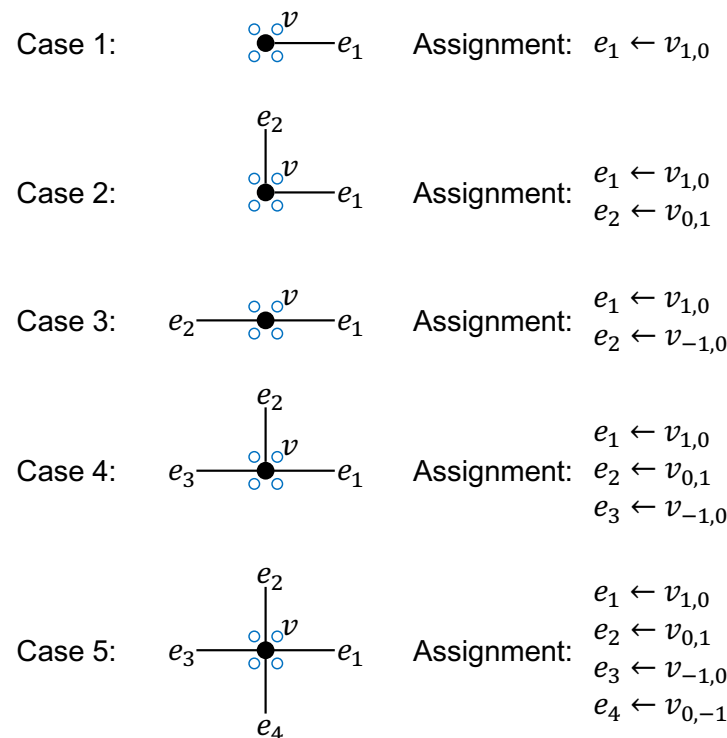 Case 1: v e₁ Assignment: e₁ ← v₁,₀
e₂
Case 2: v e₁ Assignment: e₁ ← v₁,₀
e₂ ← v₀,₁
Case 3: e₂ v e₁ Assignment: e₁ ← v₁,₀
e₂ ← v₋₁,₀
e₂
Case 4: e₃ v e₁ Assignment: e₁ ← v₁,₀
e₂ ← v₀,₁
e₃ ← v₋₁,₀
e₂
Case 5: e₃ v e₁ Assignment: e₁ ← v₁,₀
e₂ ← v₀,₁
e₃ ← v₋₁,₀
e₄ ← v₀,₋₁
e₄